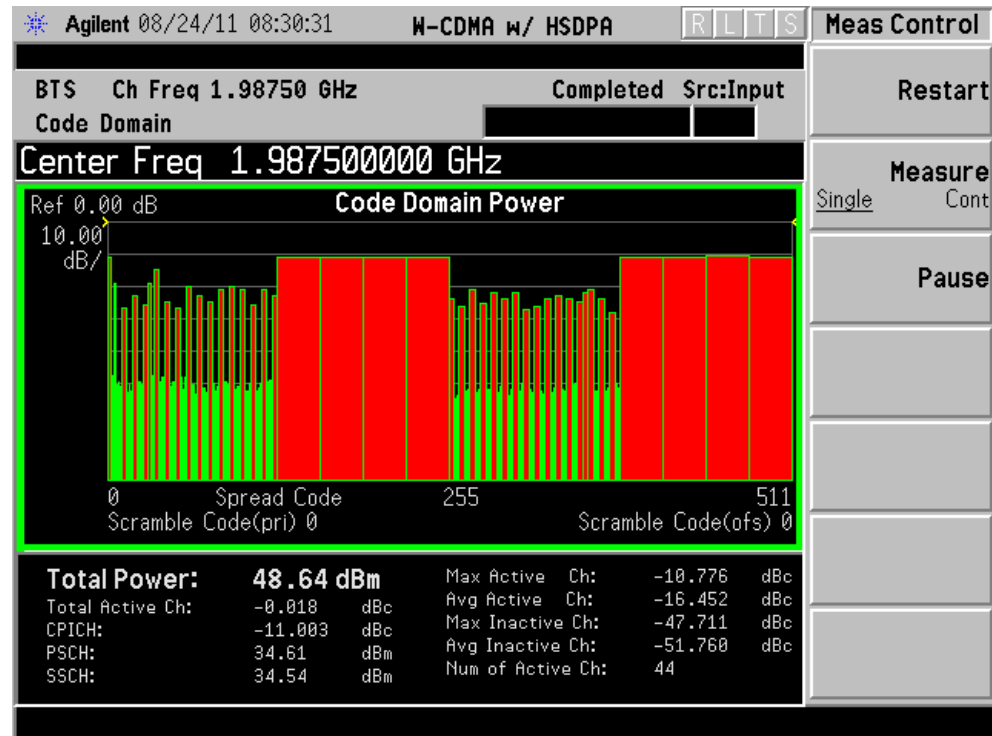 Agilent 08/24/11 08:30:31 W-CDMA w/ HSDPA R L T S
Meas Control
BTS Ch Freq 1.98750 GHz Completed Src:Input
Code Domain
Center Freq 1.987500000 GHz
Ref 0.00 dB Code Domain Power
10.00
dB/
0 Spread Code 255 511
Scramble Code(pri) 0 Scramble Code(ofs) 0
Total Power: 48.64 dBm
Total Active Ch: -0.018 dBc
CPICH: -11.003 dBc
PSCH: 34.61 dBm
SSCH: 34.54 dBm
Max Active Ch: -10.776 dBc
Avg Active Ch: -16.452 dBc
Max Inactive Ch: -47.711 dBc
Avg Inactive Ch: -51.760 dBc
Num of Active Ch: 44
Restart
Measure
Single Cont
Pause